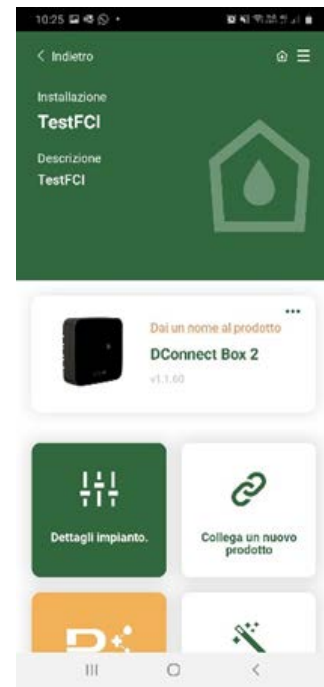 10:25
Indietro
Installazione
TestFCI
Descrizione
TestFCI
Dai un nome al prodotto
DConnect Box 2
v1.1.60
Dettagli impianto.
Collega un nuovo
prodotto